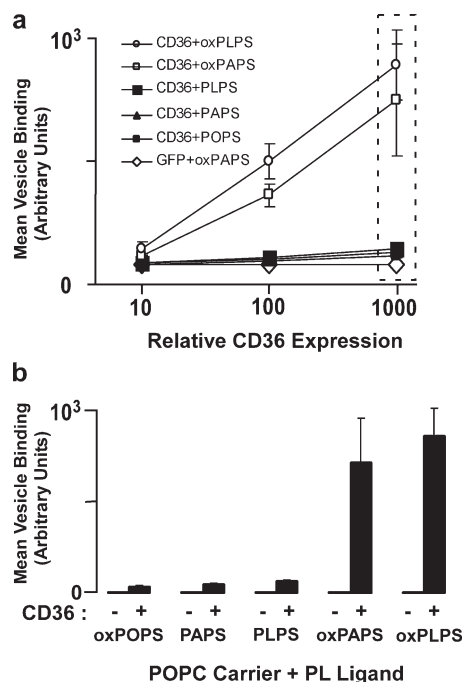 a
10³
CD36+oxPLPS
CD36+oxPAPS
CD36+PLPS
CD36+PAPS
CD36+POPS
GFP+oxPAPS
Mean Vesicle Binding
(Arbitrary Units)
0
10 100 1000
Relative CD36 Expression
b
10³
Mean Vesicle Binding
(Arbitrary Units)
0
CD36 : - + - + - + - + - +
oxPOPS PAPS PLPS oxPAPS oxPLPS
POPC Carrier + PL Ligand